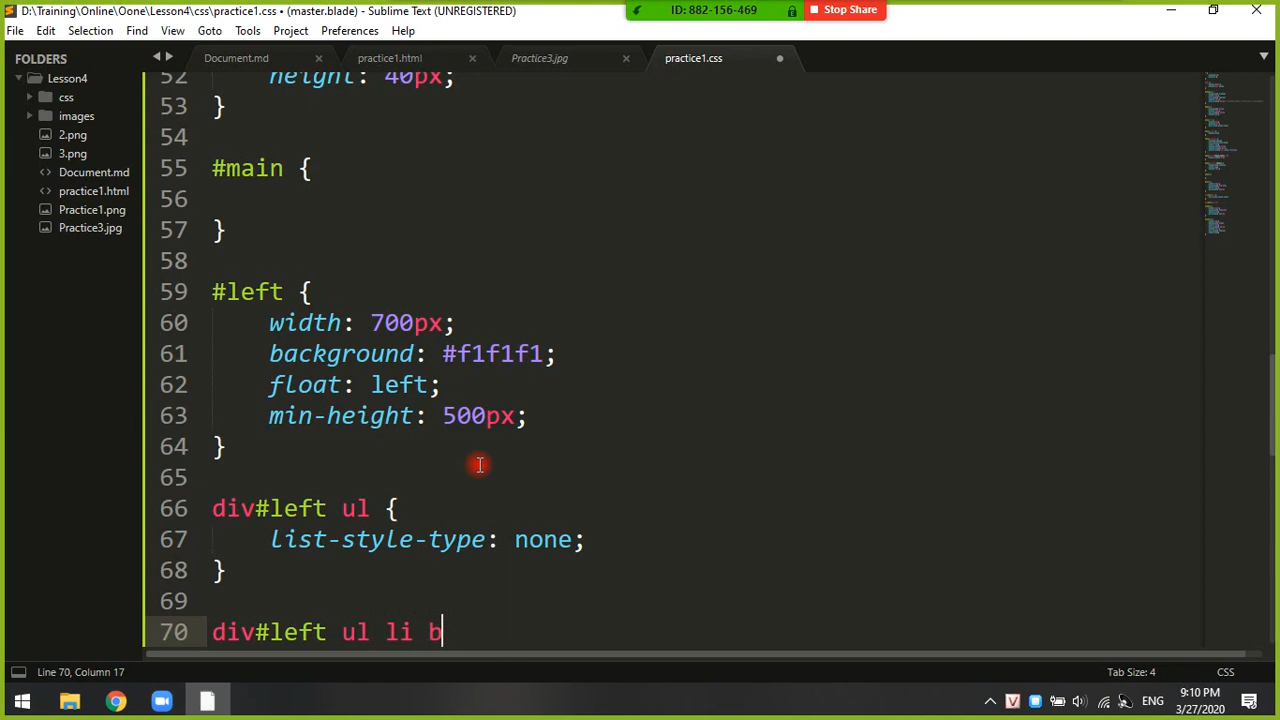 D:\Training\Online\Oone\Lesson4\css\practice1.css • (master.blade) - Sublime Text (UNREGISTERED)
ID: 882-156-469
Stop Share
File Edit Selection Find View Goto Tools Project Preferences Help
FOLDERS
Lesson4
css
images
2.png
3.png
Document.md
practice1.html
Practice1.png
Practice3.jpg
Document.md practice1.html Practice3.jpg practice1.css
52 height: 40px;
53 }
54
55 #main {
56
57 }
58
59 #left {
60 width: 700px;
61 background: #f1f1f1;
62 float: left;
63 min-height: 500px;
64 }
65
66 div#left ul {
67 list-style-type: none;
68 }
69
70 div#left ul li b
Line 70, Column 17
Tab Size: 4
CSS
ENG
9:10 PM
3/27/2020